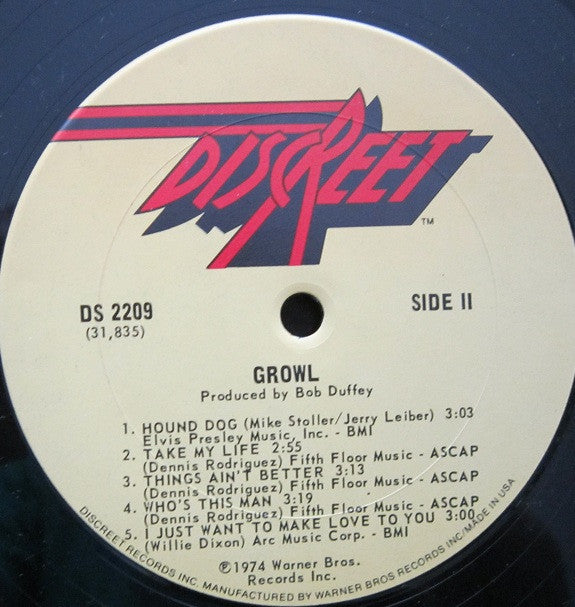 DISCREET
TM
DS 2209
(31,835)
SIDE II
GROWL
Produced by Bob Duffey
1. HOUND DOG (Mike Stoller/Jerry Leiber) 3:03
Elvis Presley Music, Inc. - BMI
2. TAKE MY LIFE 2:55
(Dennis Rodriguez) Fifth Floor Music - ASCAP
3. THINGS AIN'T BETTER 3:13
(Dennis Rodriguez) Fifth Floor Music - ASCAP
4. WHO'S THIS MAN 3:19
(Dennis Rodriguez) Fifth Floor Music - ASCAP
5. I JUST WANT TO MAKE LOVE TO YOU 3:00
(Willie Dixon) Arc Music Corp. - BMI
℗1974 Warner Bros.
Records Inc.
DISCREET RECORDS INC. MANUFACTURED BY WARNER BROS RECORDS INC/MADE IN USA